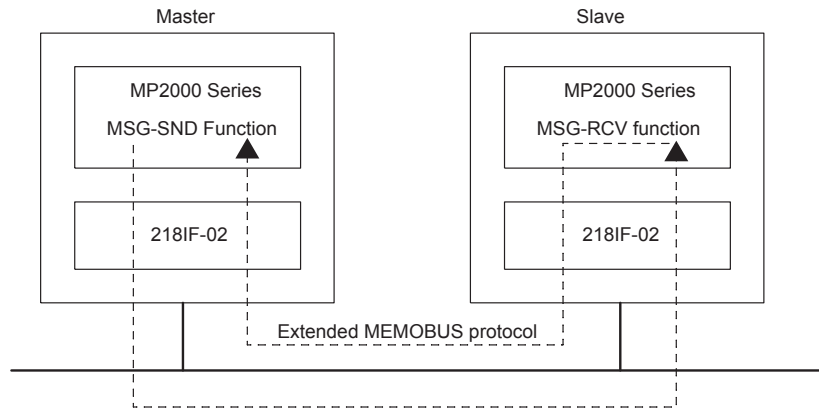 Master
Slave
MP2000 Series
MSG-SND Function
MP2000 Series
MSG-RCV function
218IF-02
218IF-02
Extended MEMOBUS protocol